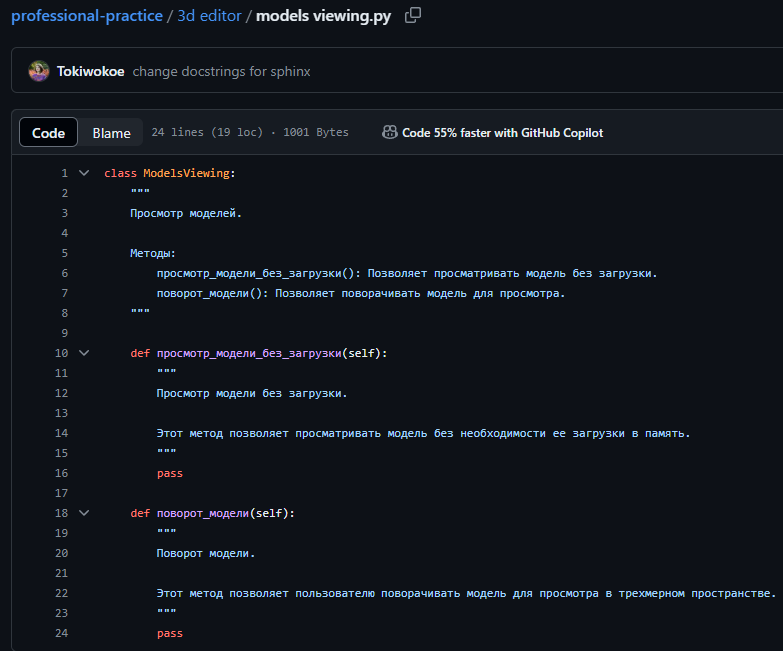 professional-practice / 3d editor / models viewing.py
Tokiwokoe change docstrings for sphinx
Code Blame 24 lines (19 loc) · 1001 Bytes Code 55% faster with GitHub Copilot
1 class ModelsViewing:
2 """
3 Просмотр моделей.
4
5 Методы:
6 просмотр_модели_без_загрузки(): Позволяет просматривать модель без загрузки.
7 поворот_модели(): Позволяет поворачивать модель для просмотра.
8 """
9
10 def просмотр_модели_без_загрузки(self):
11 """
12 Просмотр модели без загрузки.
13
14 Этот метод позволяет просматривать модель без необходимости ее загрузки в память.
15 """
16 pass
17
18 def поворот_модели(self):
19 """
20 Поворот модели.
21
22 Этот метод позволяет пользователю поворачивать модель для просмотра в трехмерном пространстве.
23 """
24 pass